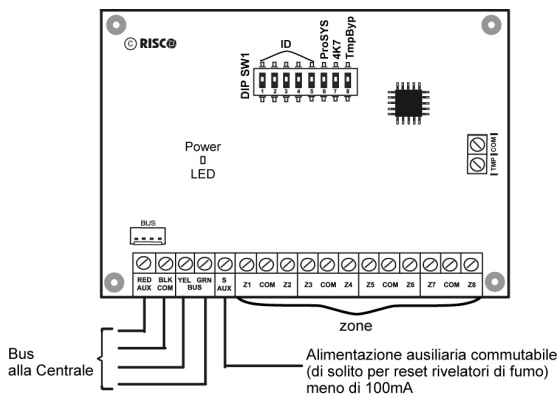 © RISCO
DIP SW1
ID
ProSYS
4K7
TmpByp
1 2 3 4 5 6 7 8
Power
LED
COM
TMP
BUS
RED BLK YEL GRN S
AUX COM BUS AUX Z1 COM Z2 Z3 COM Z4 Z5 COM Z6 Z7 COM Z8
zone
Bus
alla Centrale
Alimentazione ausiliaria commutabile
(di solito per reset rivelatori di fumo)
meno di 100mA